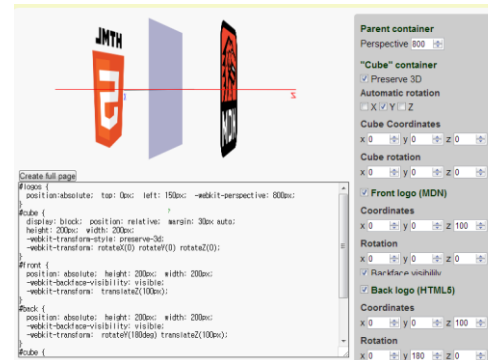 HTML
5
MDN
z
Create full page
#logos {
position:absolute; top: 0px; left: 150px; -webkit-perspective: 800px;
}
#cube {
display: block; position: relative; margin: 30px auto;
height: 200px; width: 200px;
-webkit-transform-style: preserve-3d;
-webkit-transform: rotateX(0) rotateY(0) rotateZ(0);
}
#front {
position: absolute; height: 200px; width: 200px;
-webkit-backface-visibility: visible;
-webkit-transform: translateZ(100px);
}
#back {
position: absolute; height: 200px; width: 200px;
-webkit-backface-visibility: visible;
-webkit-transform: rotateY(180deg) translateZ(100px);
}
#cube {
Parent container
Perspective 800
"Cube" container
Preserve 3D
Automatic rotation
X Y Z
Cube Coordinates
x 0 y 0 z 0
Cube rotation
x 0 y 0 z 0
Front logo (MDN)
Coordinates
x 0 y 0 z 100
Rotation
x 0 y 0 z 0
Backface visibility
Back logo (HTML5)
Coordinates
x 0 y 0 z 100
Rotation
x 0 y 180 z 0